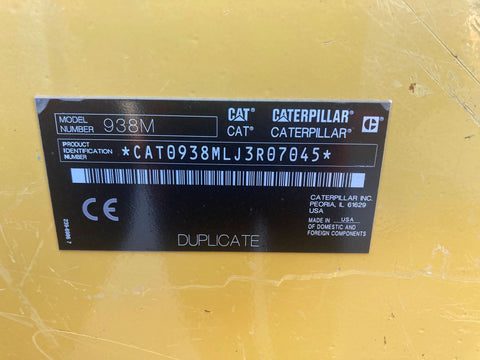 MODEL NUMBER 938M
CAT® CATERPILLAR®
CAT® CATERPILLAR® C
PRODUCT IDENTIFICATION NUMBER *CAT0938MLJ3R07045*
CATERPILLAR INC.
PEORIA, IL 61629
USA
MADE IN USA
OF DOMESTIC AND
FOREIGN COMPONENTS
CE
DUPLICATE